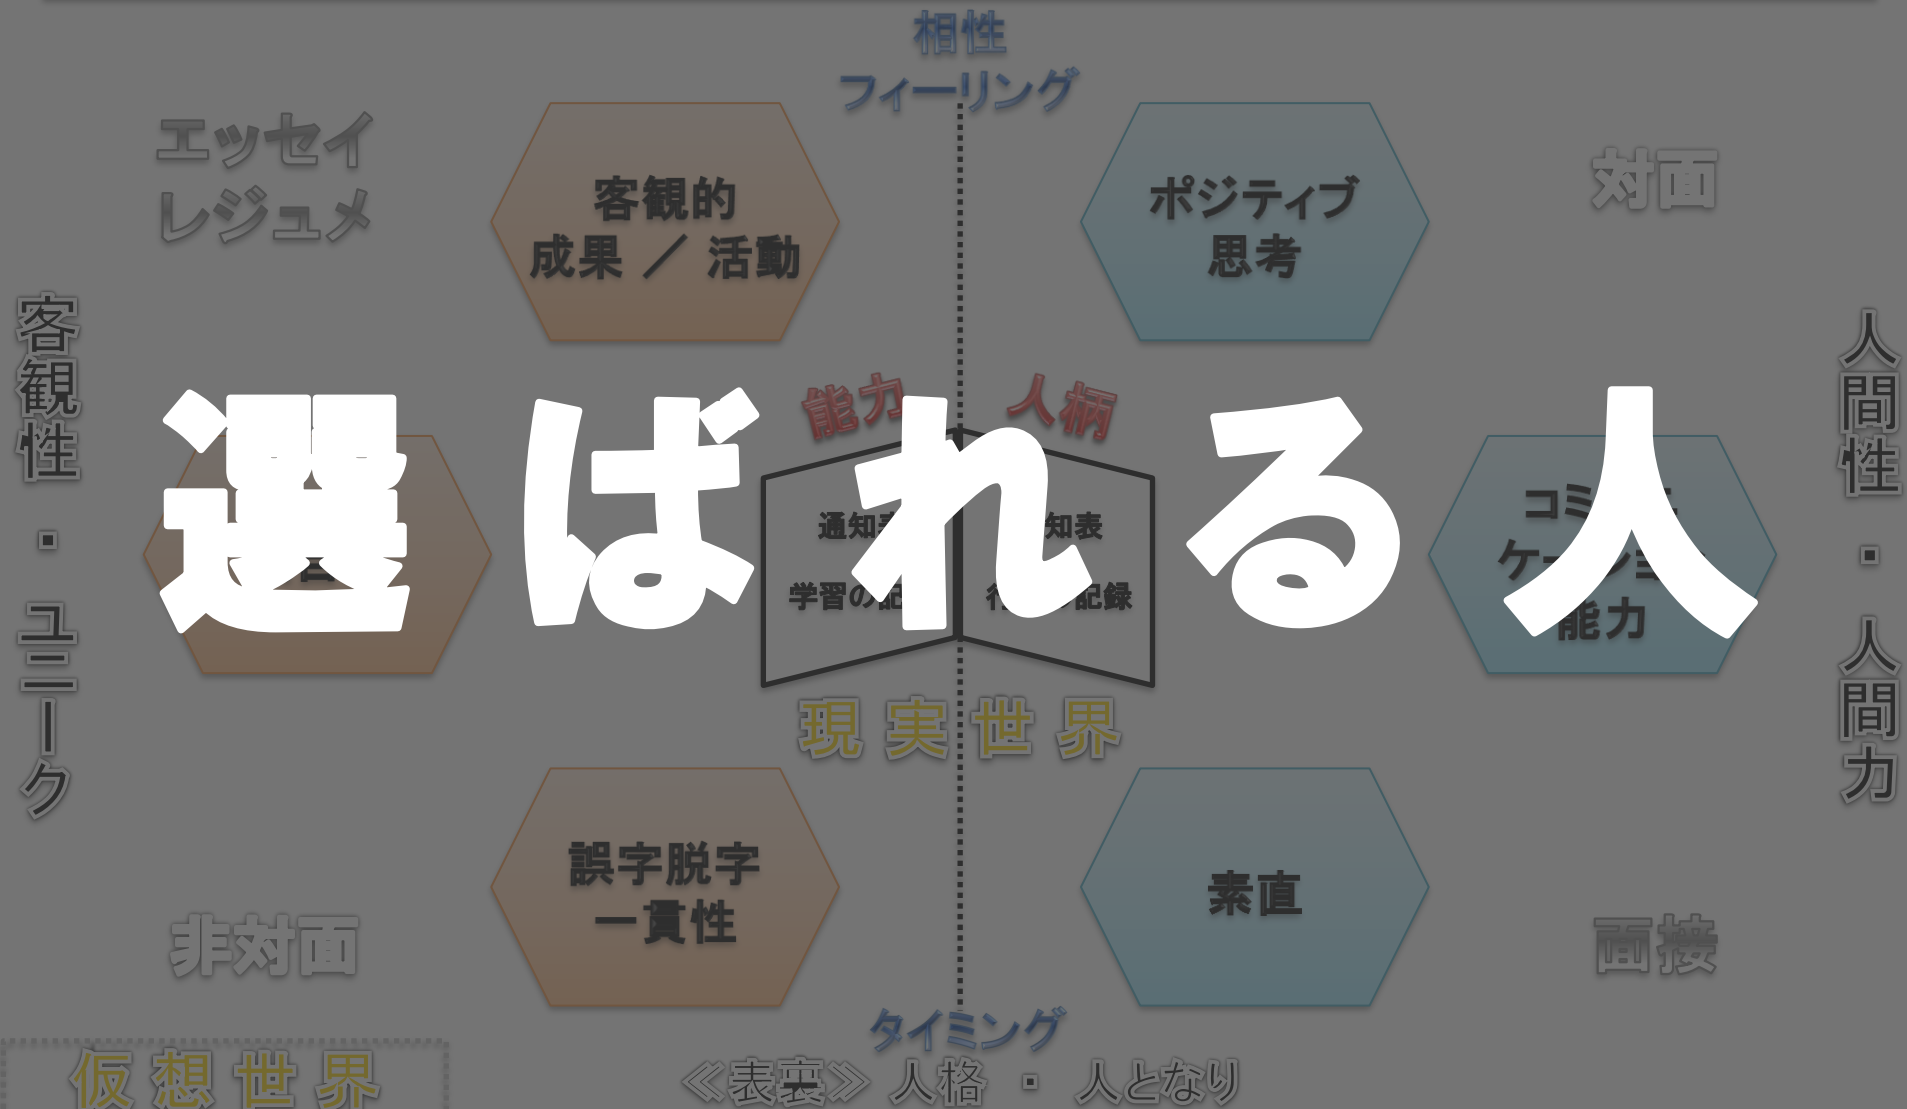 相性
フィーリング
エッセイ
レジュメ
客観的
成果 ／ 活動
ポジティブ
思考
対面
客観性 ・ ユニーク
人間性 ・ 人間力
能力
人柄
選ばれる人
通知表
知表
学習の記
記録
コミ
能力
現実世界
誤字脱字
一貫性
素直
非対面
面接
タイミング
仮想世界
≪表裏≫ 人格 ・ 人となり